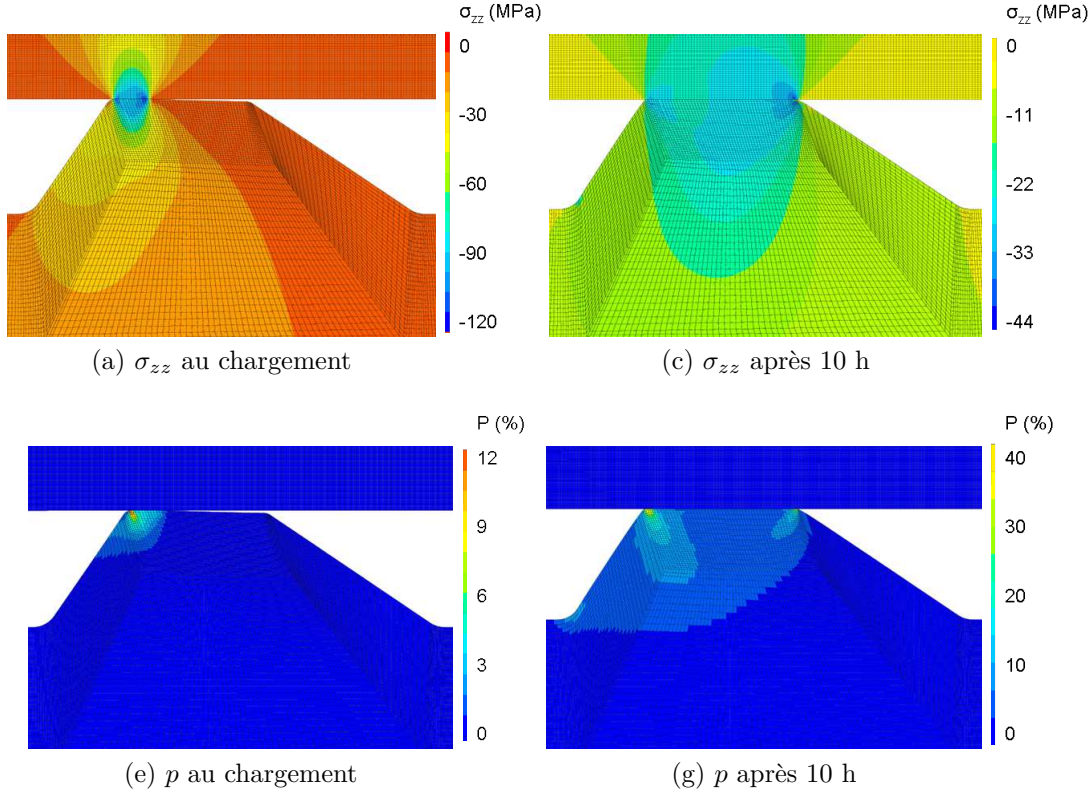 σzz (MPa)
0
-30
-60
-90
-120
(a) σzz au chargement
σzz (MPa)
0
-11
-22
-33
-44
(c) σzz après 10 h
P (%)
12
9
6
3
0
(e) p au chargement
P (%)
40
30
20
10
0
(g) p après 10 h